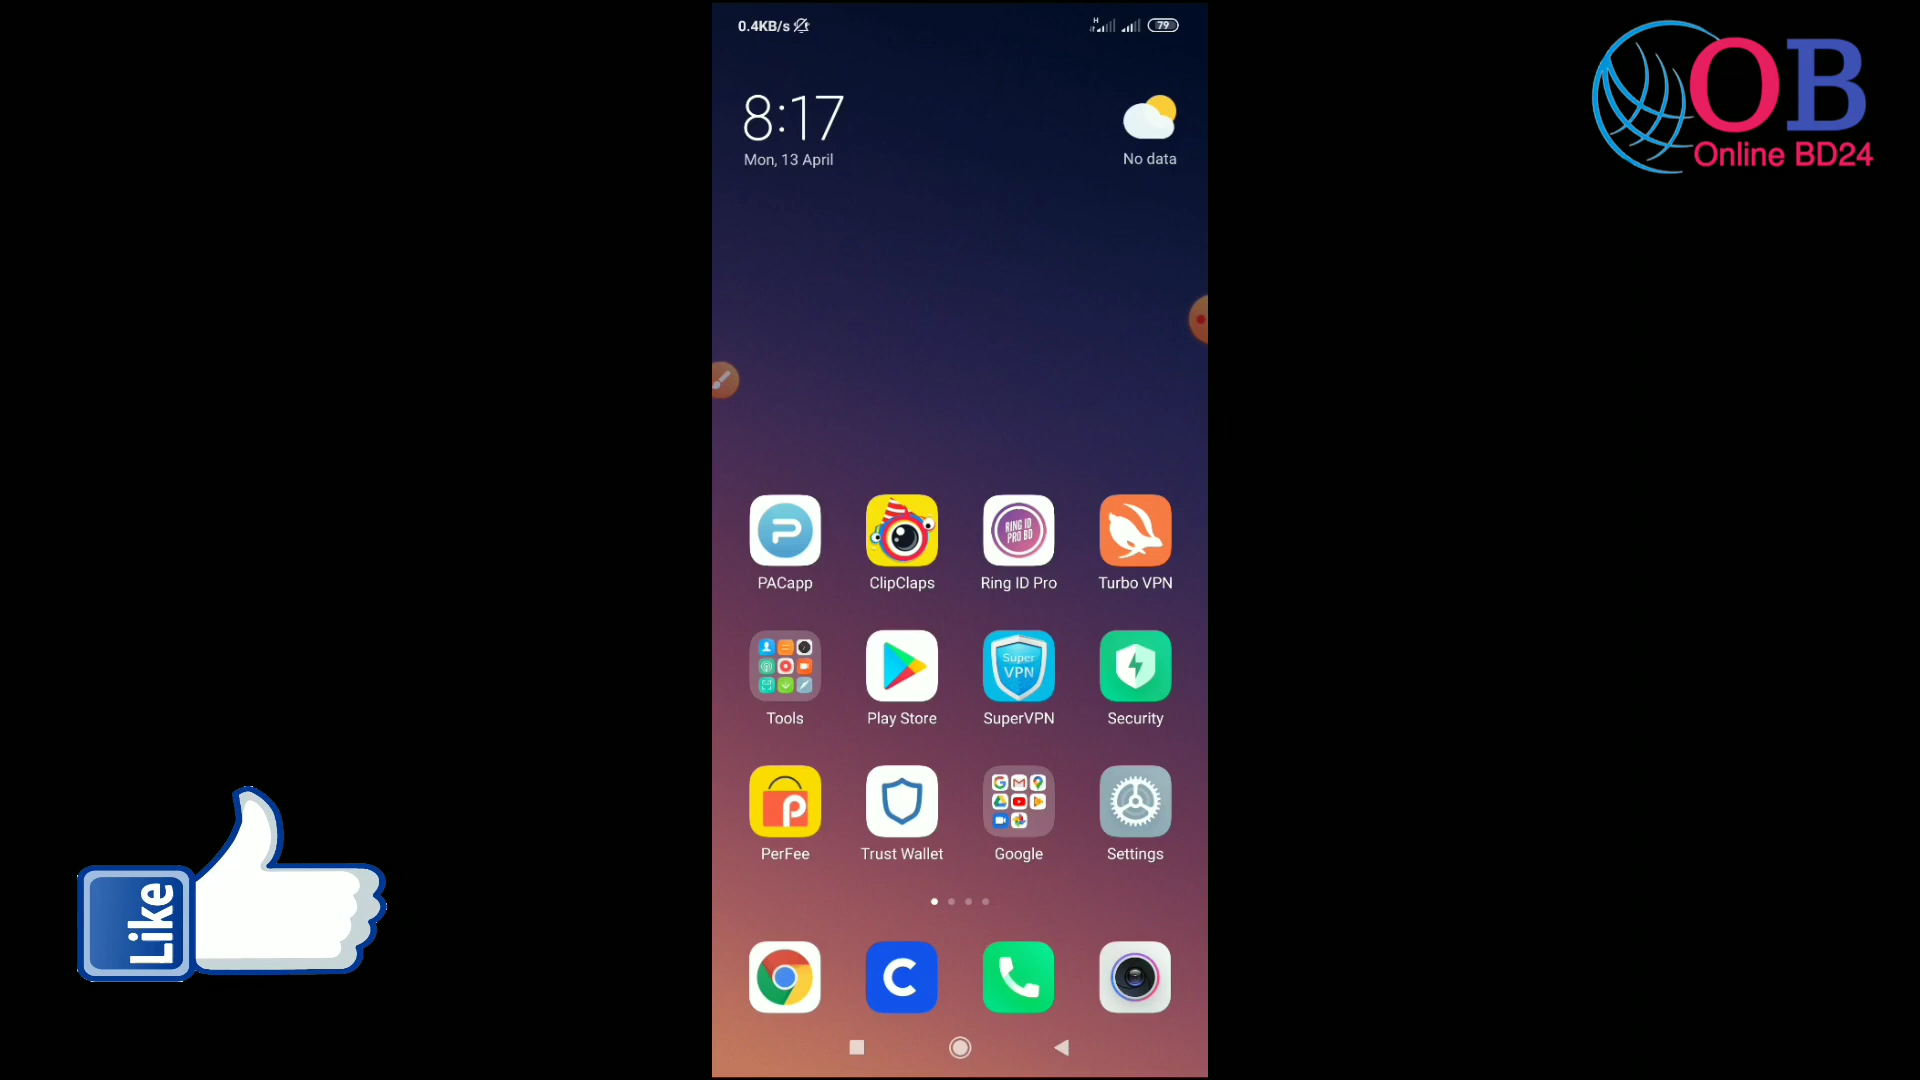 0.4KB/s
H
79
8:17
Mon, 13 April
No data
OB
Online BD24
RING ID
PRO BD
PACapp
ClipClaps
Ring ID Pro
Turbo VPN
Super
VPN
Tools
Play Store
SuperVPN
Security
PerFee
Trust Wallet
Google
Settings
Like